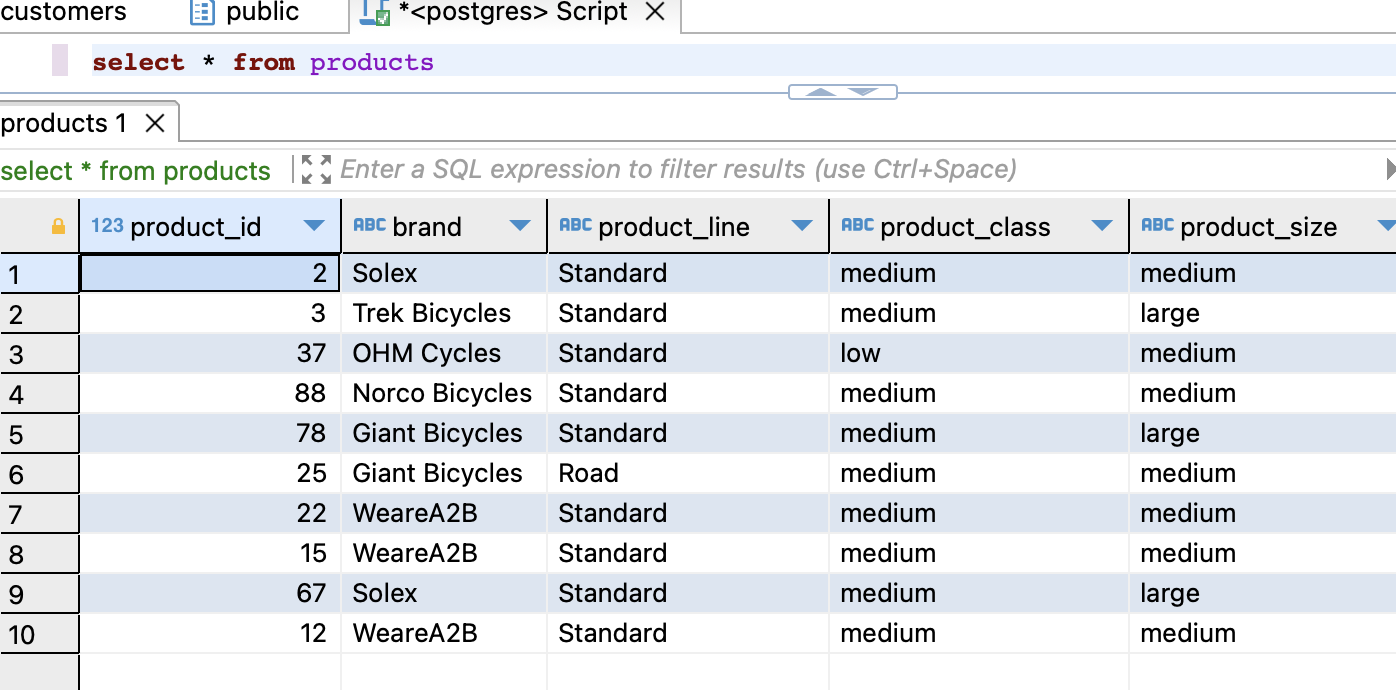 customers public *<postgres> Script
select * from products
products 1
select * from products Enter a SQL expression to filter results (use Ctrl+Space)
123 product_id ABC brand ABC product_line ABC product_class ABC product_size
1 2 Solex Standard medium medium
2 3 Trek Bicycles Standard medium large
3 37 OHM Cycles Standard low medium
4 88 Norco Bicycles Standard medium medium
5 78 Giant Bicycles Standard medium large
6 25 Giant Bicycles Road medium medium
7 22 WeareA2B Standard medium medium
8 15 WeareA2B Standard medium medium
9 67 Solex Standard medium large
10 12 WeareA2B Standard medium medium